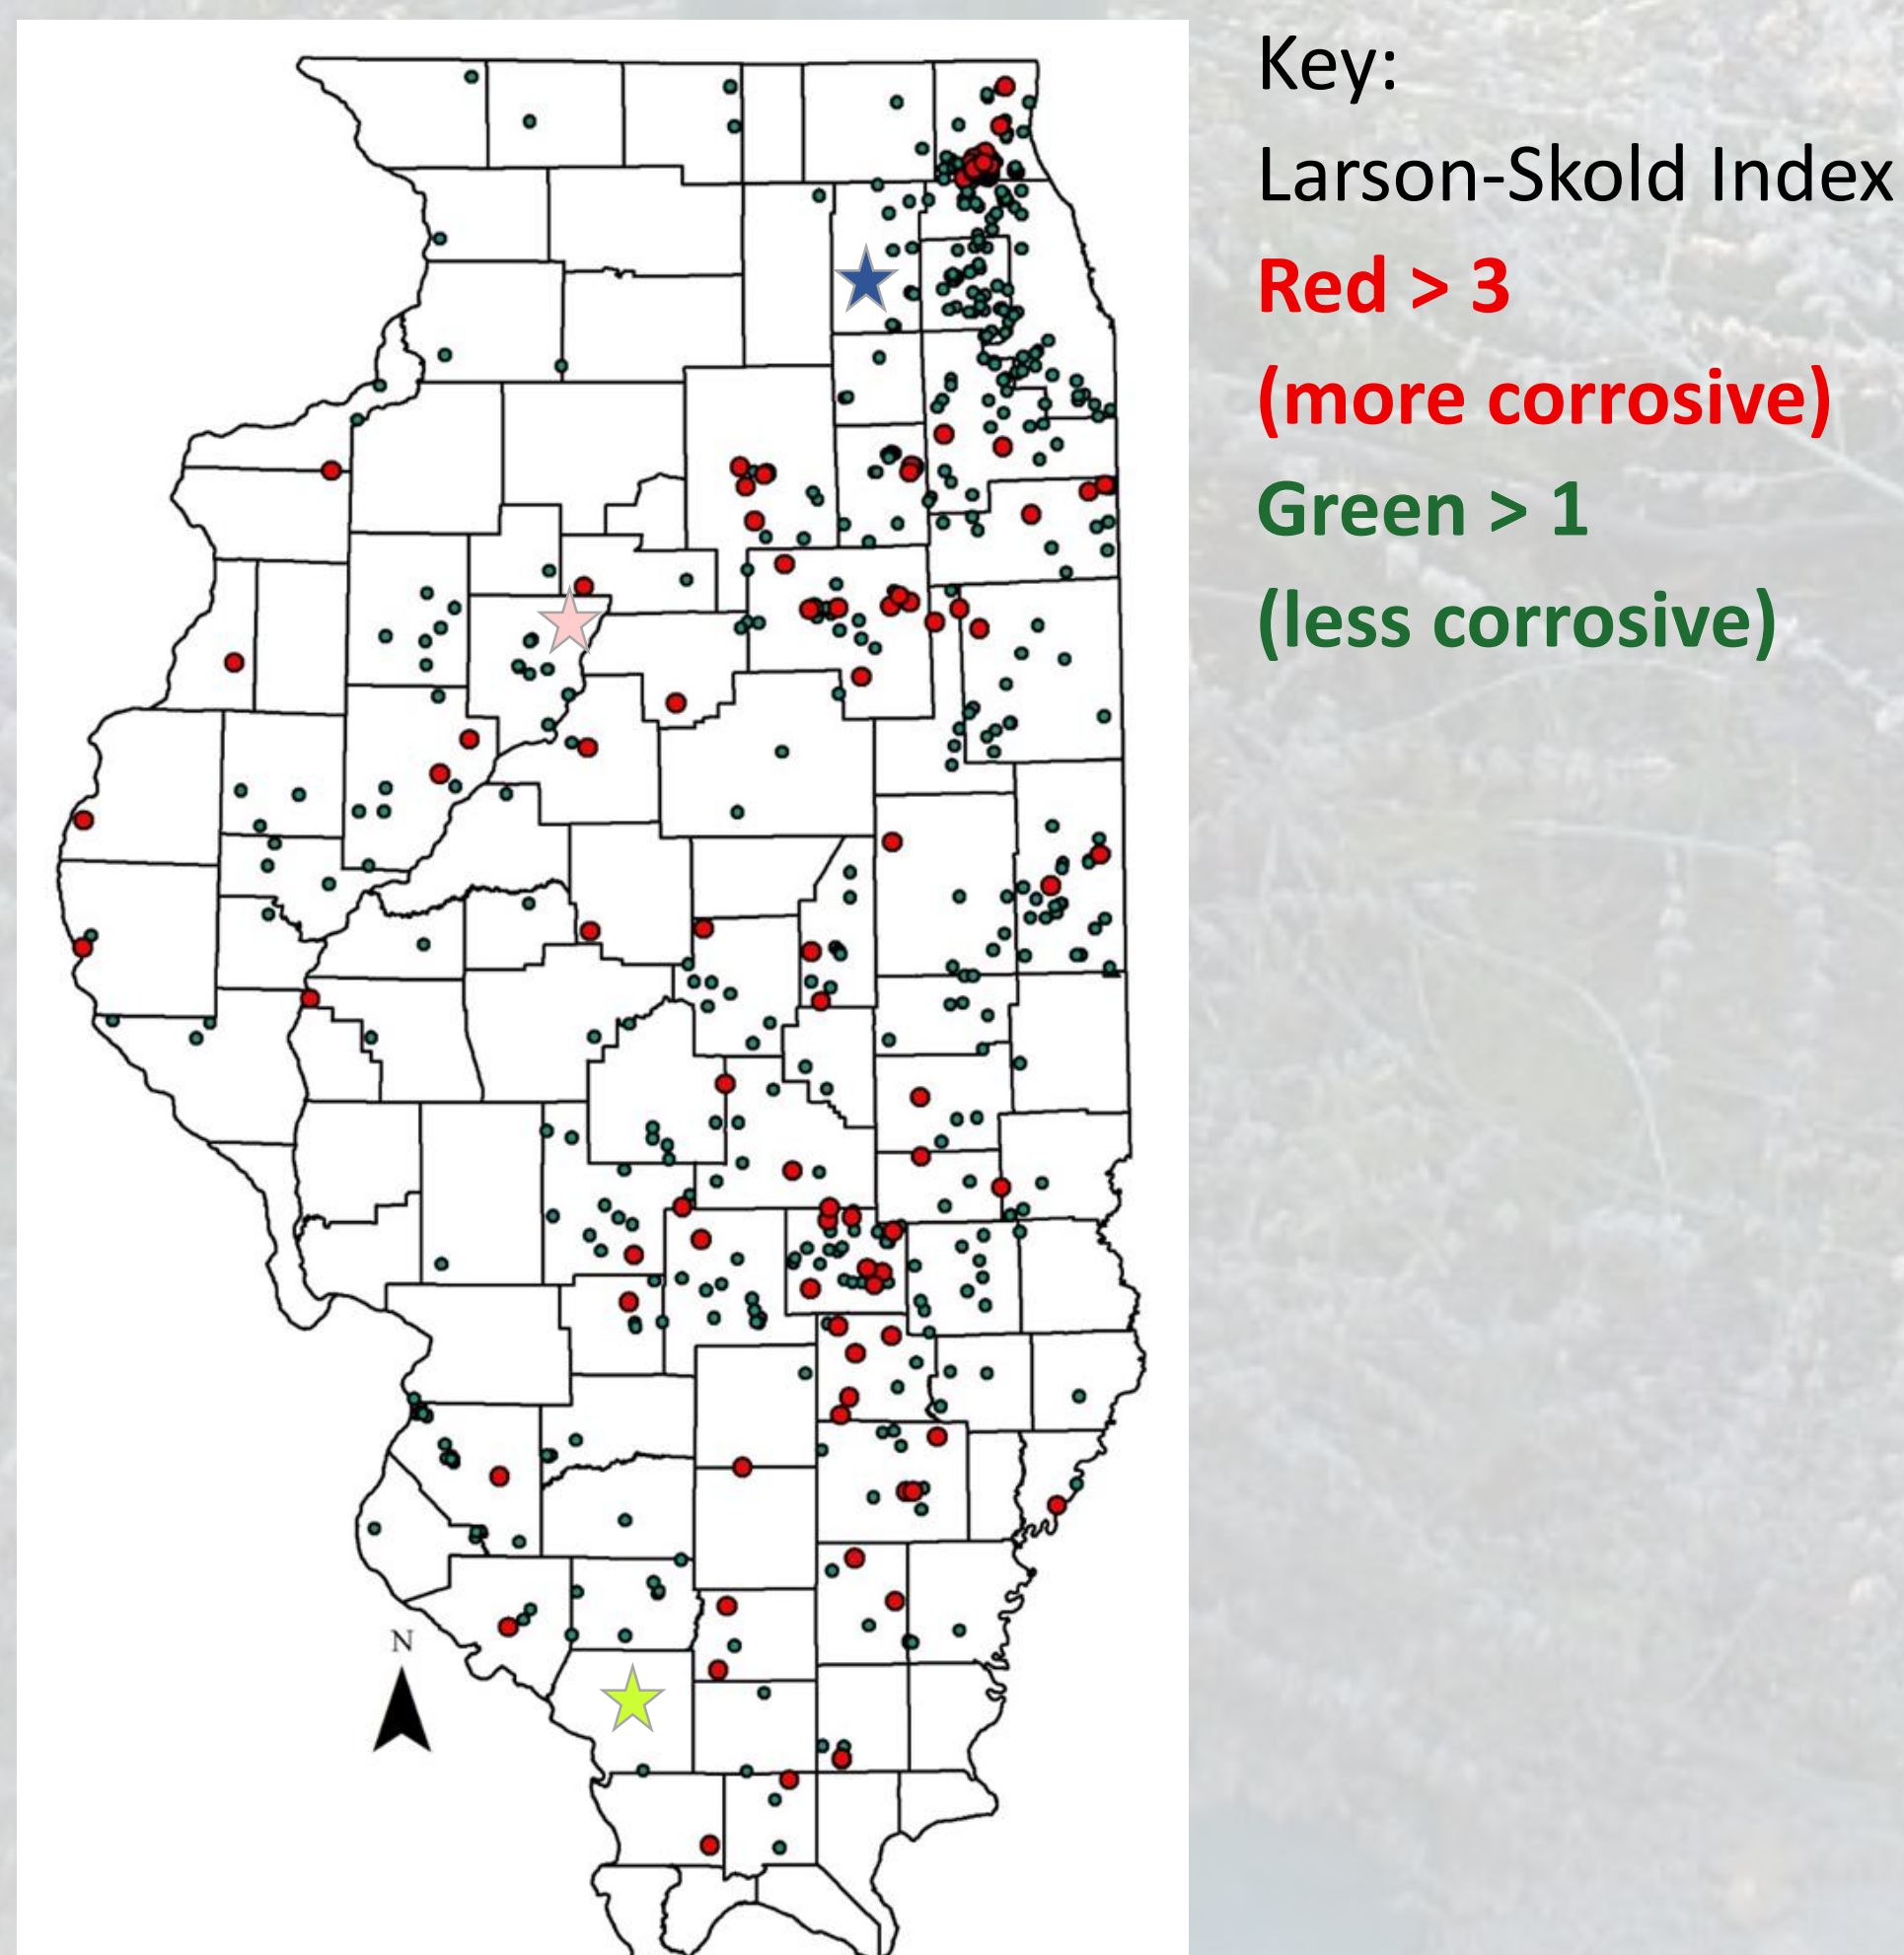 Key:
Larson-Skold Index
Red > 3
(more corrosive)
Green > 1
(less corrosive)
N